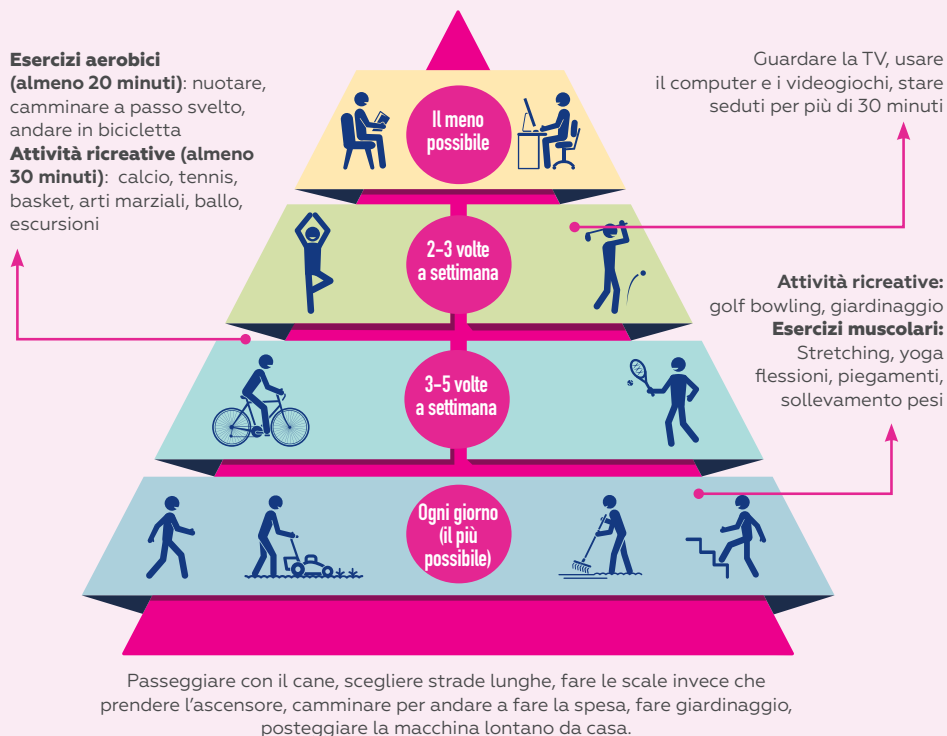 Esercizi aerobici
(almeno 20 minuti): nuotare,
camminare a passo svelto,
andare in bicicletta
Attività ricreative (almeno
30 minuti): calcio, tennis,
basket, arti marziali, ballo,
escursioni
Guardare la TV, usare
il computer e i videogiochi, stare
seduti per più di 30 minuti
Il meno
possibile
2-3 volte
a settimana
Attività ricreative:
golf bowling, giardinaggio
Esercizi muscolari:
Stretching, yoga
flessioni, piegamenti,
sollevamento pesi
3-5 volte
a settimana
Ogni giorno
(il più
possibile)
Passeggiare con il cane, scegliere strade lunghe, fare le scale invece che
prendere l'ascensore, camminare per andare a fare la spesa, fare giardinaggio,
posteggiare la macchina lontano da casa.